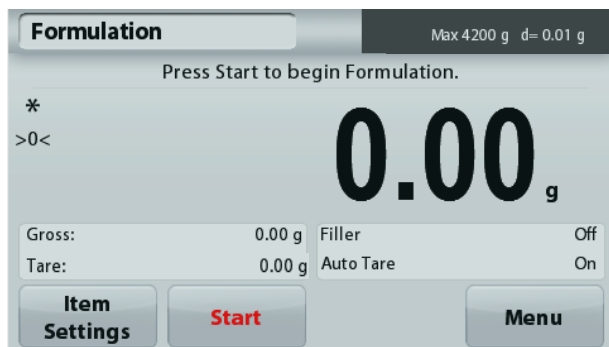 Formulation
Max 4200 g d= 0.01 g
Press Start to begin Formulation.
*
>0<
0.00 g
Gross: 0.00 g Filler Off
Tare: 0.00 g Auto Tare On
Item Settings
Start
Menu